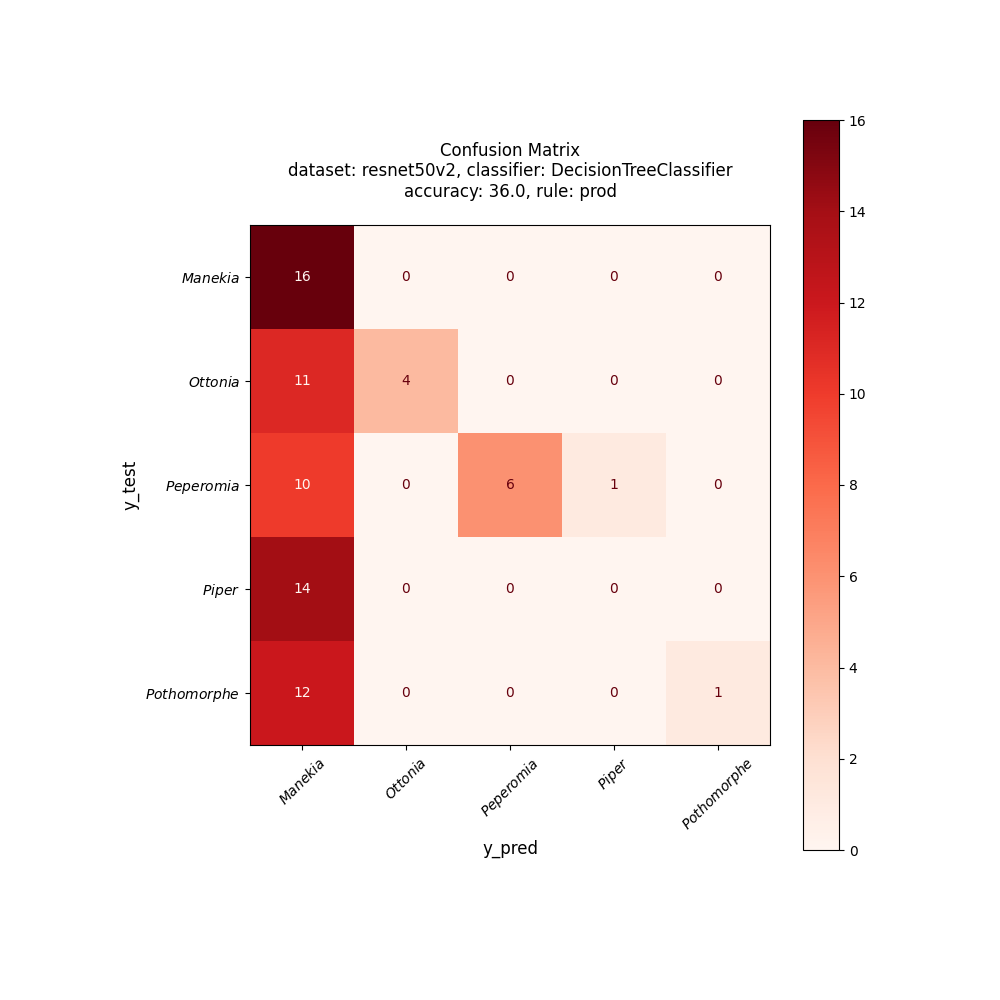 Confusion Matrix
dataset: resnet50v2, classifier: DecisionTreeClassifier
accuracy: 36.0, rule: prod
16
14
12
10
8
6
4
2
0
y_test
Manekia 16 0 0 0 0
Ottonia 11 4 0 0 0
Peperomia 10 0 6 1 0
Piper 14 0 0 0 0
Pothomorphe 12 0 0 0 1
Manekia Ottonia Peperomia Piper Pothomorphe
y_pred